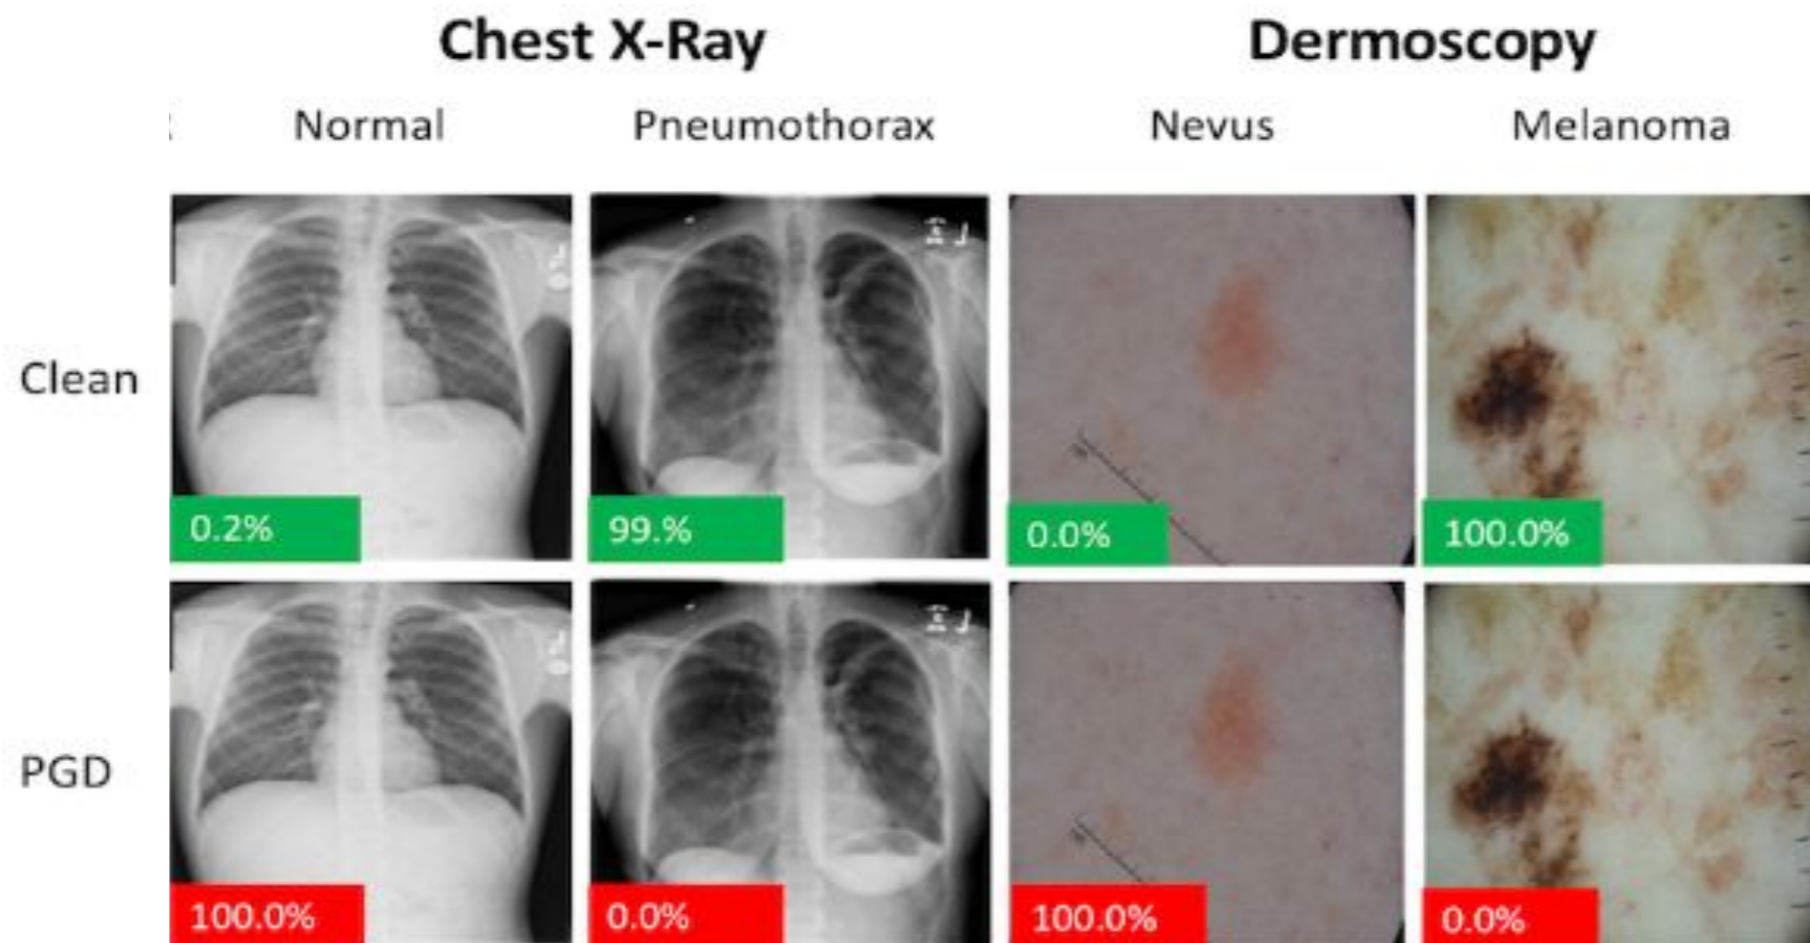 Chest X-Ray Dermoscopy
Normal Pneumothorax Nevus Melanoma
Clean
0.2% 99.% 0.0% 100.0%
PGD
100.0% 0.0% 100.0% 0.0%